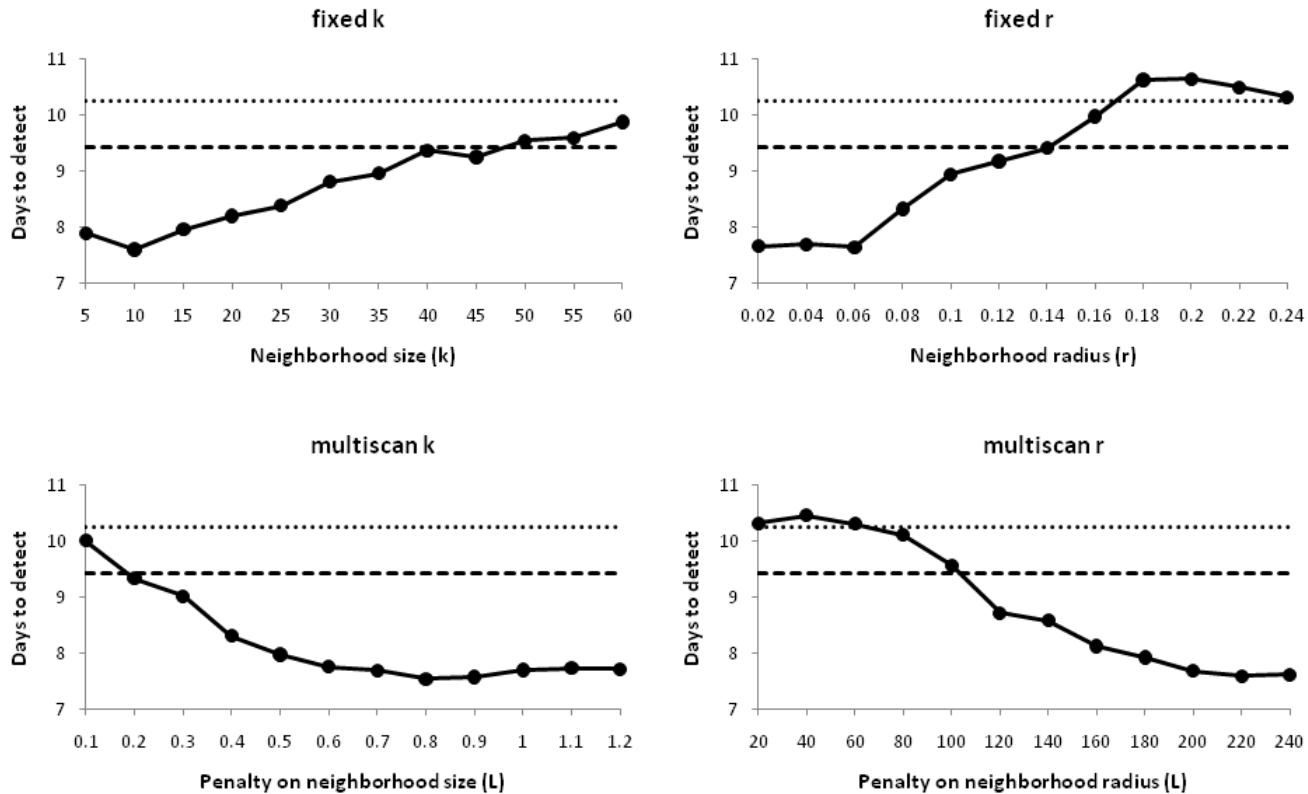 fixed k
11
10
9
8
7
Days to detect
5 10 15 20 25 30 35 40 45 50 55 60
Neighborhood size (k)
fixed r
11
10
9
8
7
Days to detect
0.02 0.04 0.06 0.08 0.1 0.12 0.14 0.16 0.18 0.2 0.22 0.24
Neighborhood radius (r)
multiscan k
11
10
9
8
7
Days to detect
0.1 0.2 0.3 0.4 0.5 0.6 0.7 0.8 0.9 1 1.1 1.2
Penalty on neighborhood size (L)
multiscan r
11
10
9
8
7
Days to detect
20 40 60 80 100 120 140 160 180 200 220 240
Penalty on neighborhood radius (L)